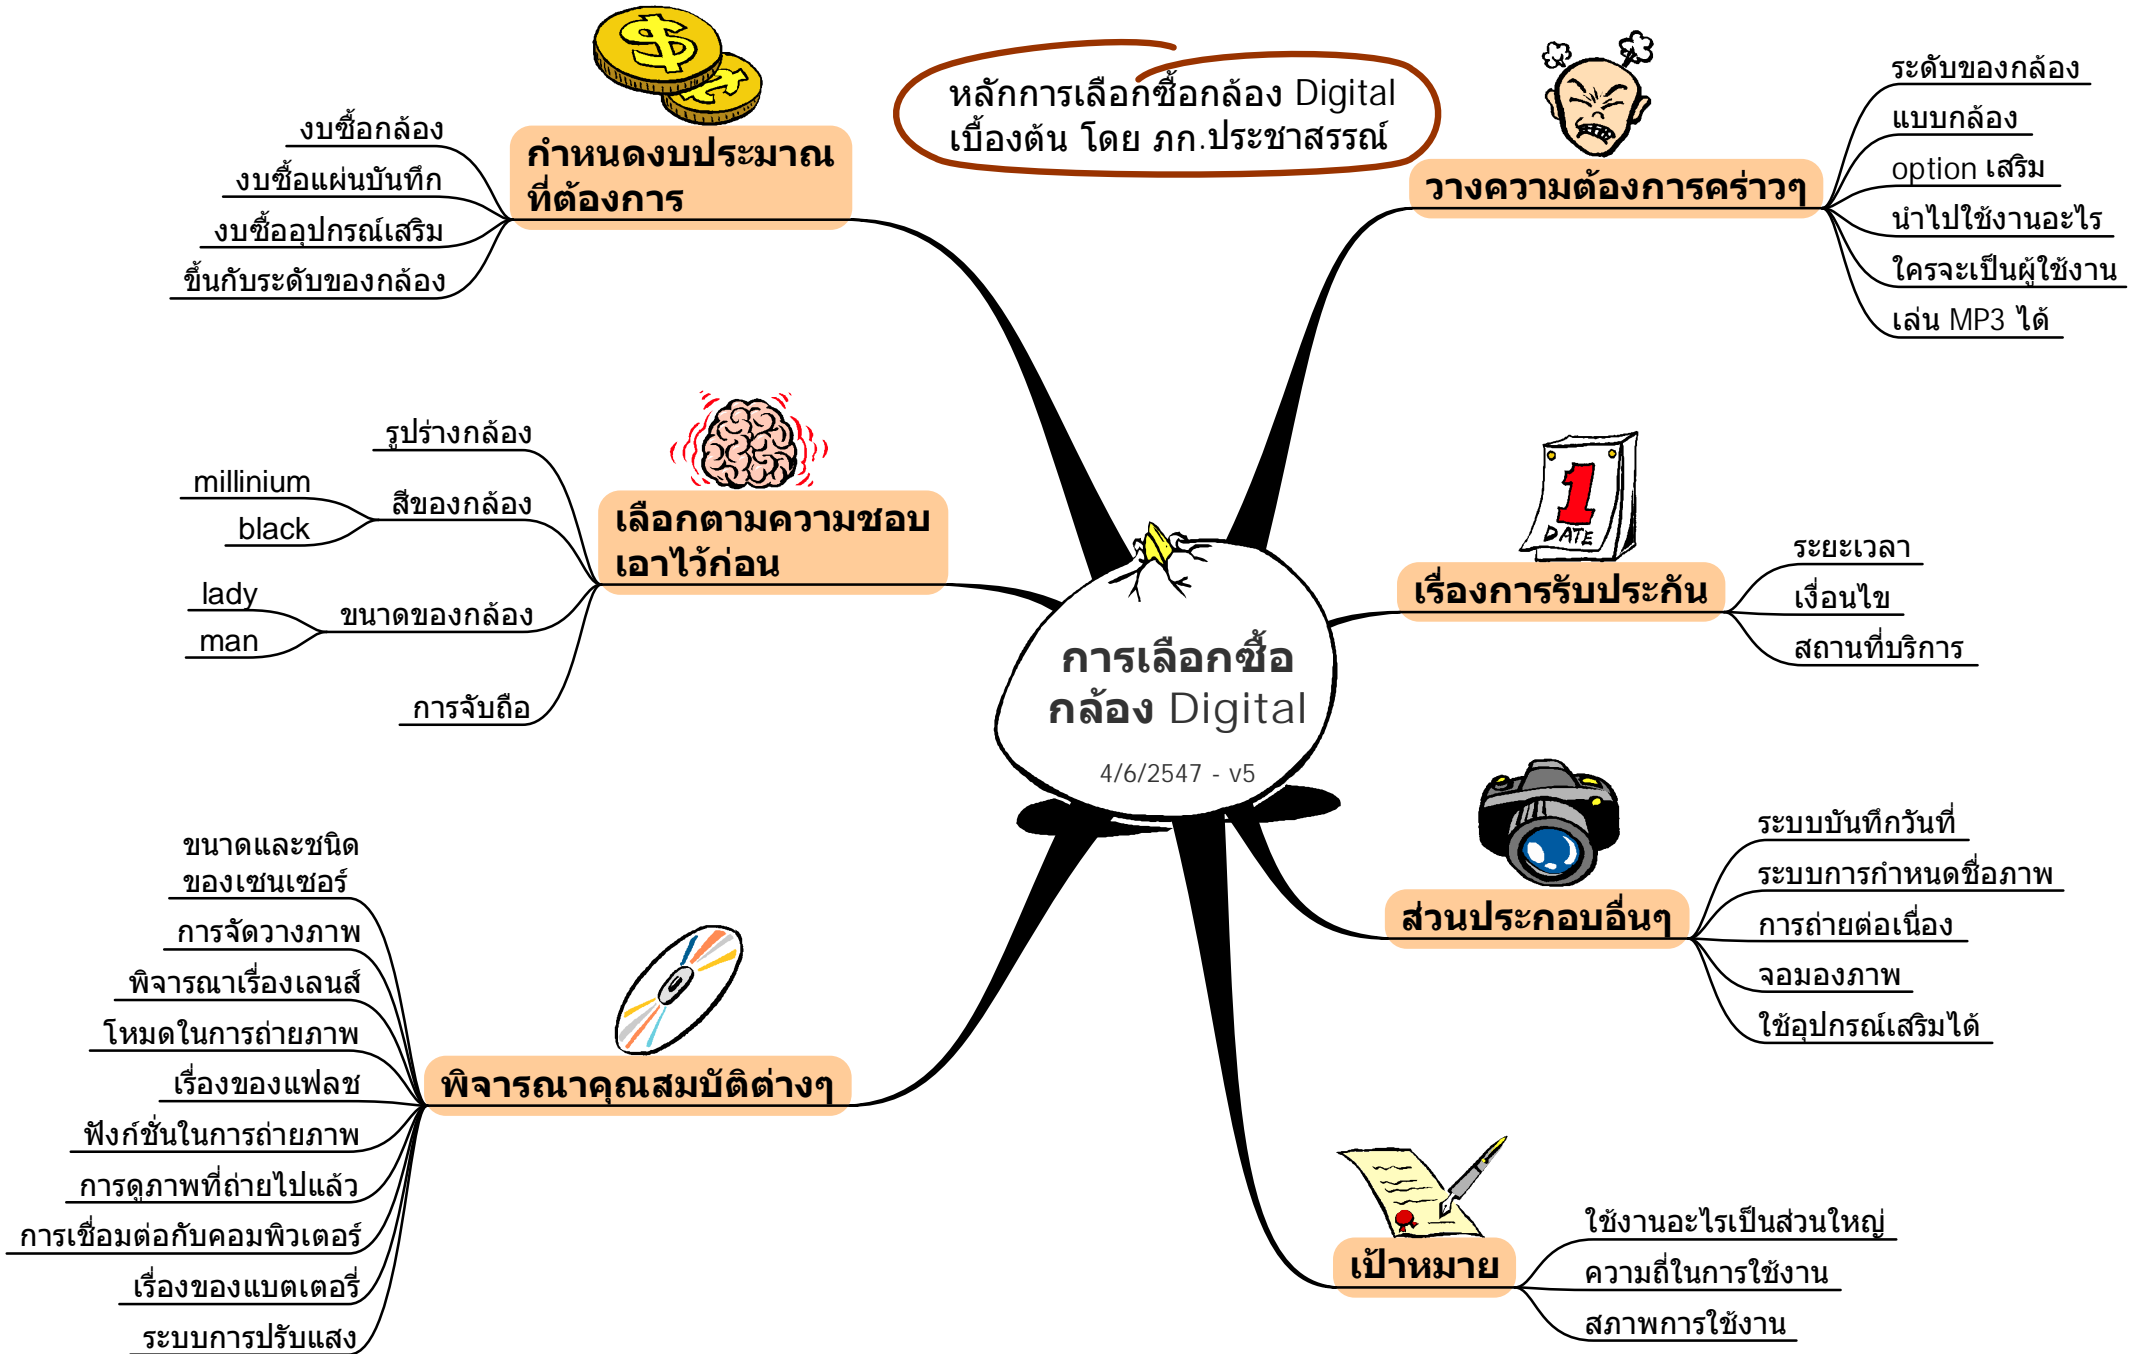 หลักการเลือกซื้อกล้อง Digital
เบื้องต้น โดย ภก.ประชาสรรณ์
การเลือกซื้อ
กล้อง Digital
4/6/2547 - v5
วางความต้องการคร่าวๆ
ระดับของกล้อง
แบบกล้อง
option เสริม
นำไปใช้งานอะไร
ใครจะเป็นผู้ใช้งาน
เล่น MP3 ได้
DATE
1
เรื่องการรับประกัน
ระยะเวลา
เงื่อนไข
สถานที่บริการ
ส่วนประกอบอื่นๆ
ระบบบันทึกวันที่
ระบบการกำหนดชื่อภาพ
การถ่ายต่อเนื่อง
จอมองภาพ
ใช้อุปกรณ์เสริมได้
เป้าหมาย
ใช้งานอะไรเป็นส่วนใหญ่
ความถี่ในการใช้งาน
สภาพการใช้งาน
กำหนดงบประมาณ
ที่ต้องการ
งบซื้อกล้อง
งบซื้อแผ่นบันทึก
งบซื้ออุปกรณ์เสริม
ขึ้นกับระดับของกล้อง
เลือกตามความชอบ
เอาไว้ก่อน
รูปร่างกล้อง
สีของกล้อง
millinium
black
ขนาดของกล้อง
lady
man
การจับถือ
พิจารณาคุณสมบัติต่างๆ
ขนาดและชนิด
ของเซนเซอร์
การจัดวางภาพ
พิจารณาเรื่องเลนส์
โหมดในการถ่ายภาพ
เรื่องของแฟลช
ฟังก์ชั่นในการถ่ายภาพ
การดูภาพที่ถ่ายไปแล้ว
การเชื่อมต่อกับคอมพิวเตอร์
เรื่องของแบตเตอรี่
ระบบการปรับแสง